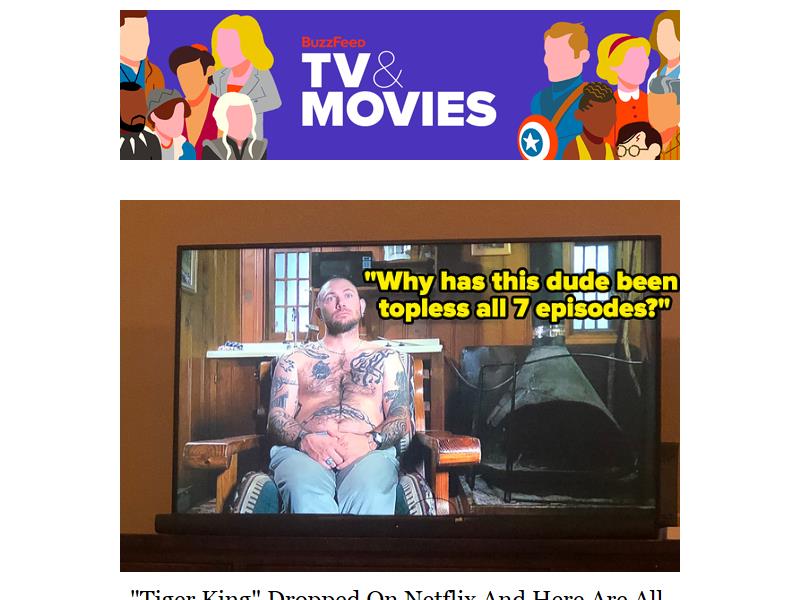 BuzzFeed
TV&
MOVIES
"Why has this dude been
topless all 7 episodes?"
"Tiger King" Dropped On Netflix And Here Are All